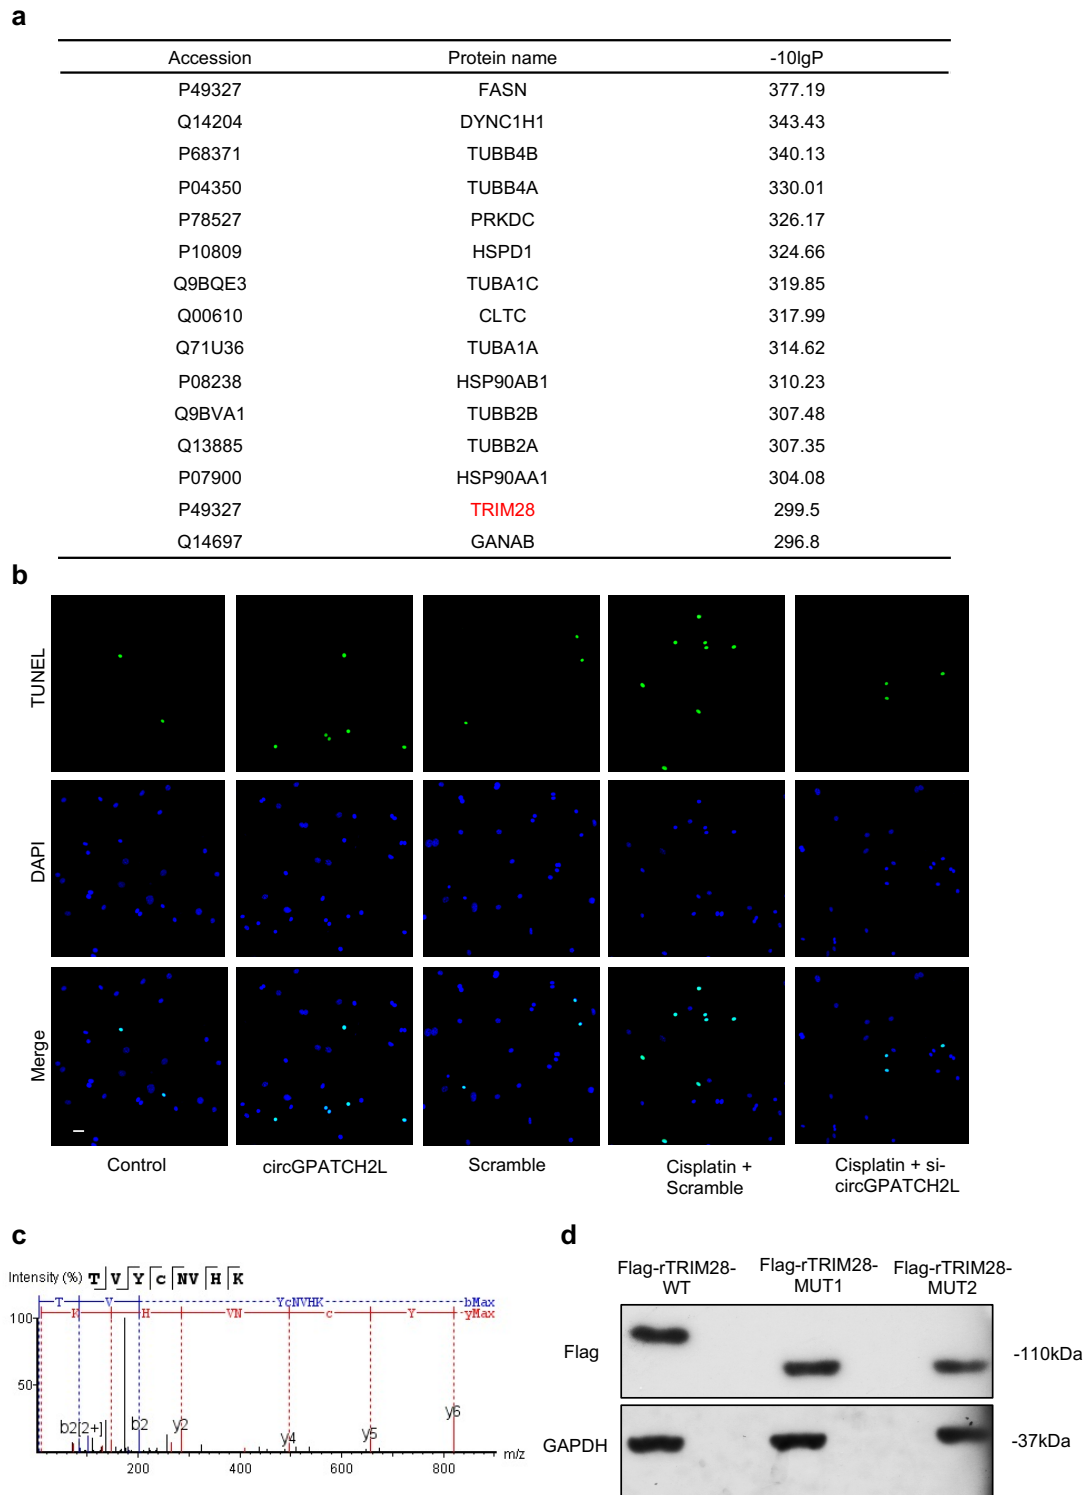 a
Accession Protein name -10lgP
P49327 FASN 377.19
Q14204 DYNC1H1 343.43
P68371 TUBB4B 340.13
P04350 TUBB4A 330.01
P78527 PRKDC 326.17
P10809 HSPD1 324.66
Q9BQE3 TUBA1C 319.85
Q00610 CLTC 317.99
Q71U36 TUBA1A 314.62
P08238 HSP90AB1 310.23
Q9BVA1 TUBB2B 307.48
Q13885 TUBB2A 307.35
P07900 HSP90AA1 304.08
P49327 TRIM28 299.5
Q14697 GANAB 296.8
b
TUNEL
DAPI
Merge
Control circGPATCH2L Scramble Cisplatin + Scramble Cisplatin + si-circGPATCH2L
c
Intensity (%) T V Y c N V H K
T V YcNVHK bMax
K H VN c Y yMax
100
50
b2[2+] b2 y2 y4 y5 y6
200 400 600 800 m/z
d
Flag-rTRIM28-WT Flag-rTRIM28-MUT1 Flag-rTRIM28-MUT2
Flag -110kDa
GAPDH -37kDa